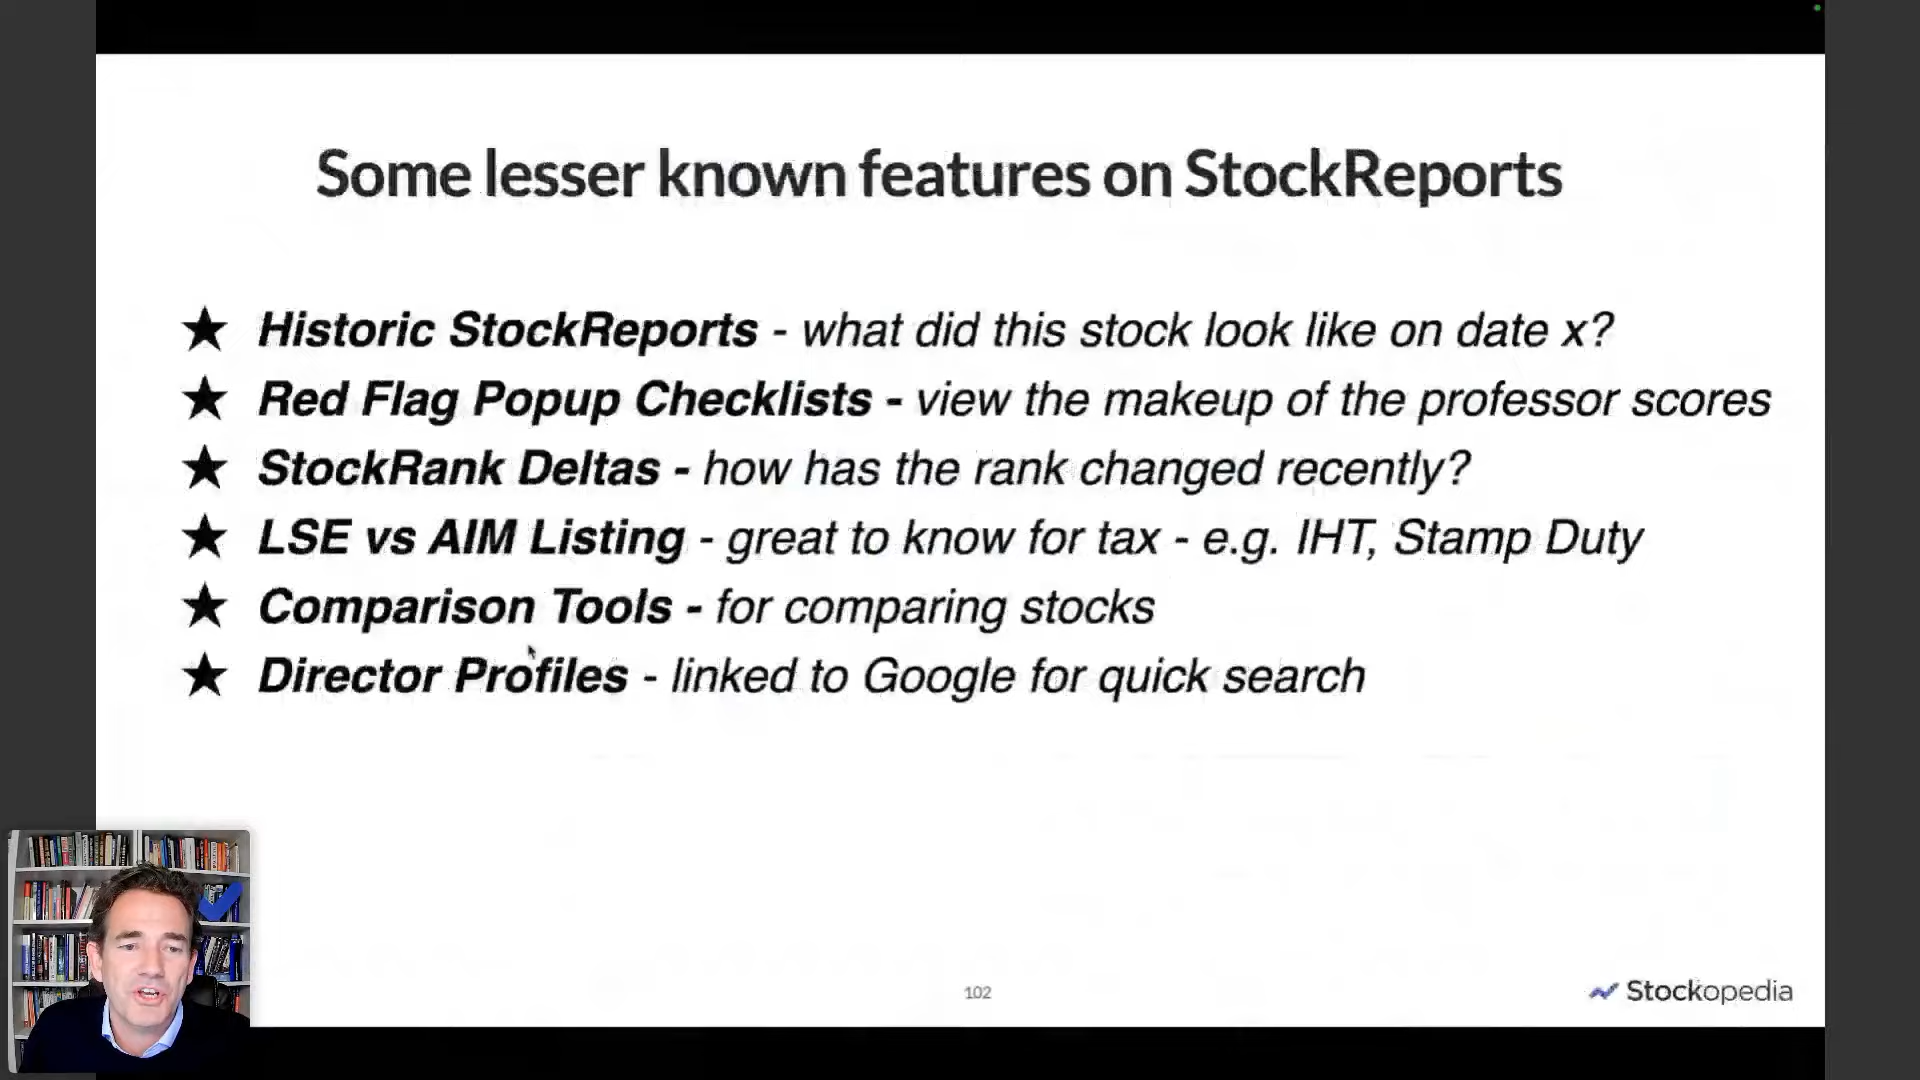 Some lesser known features on StockReports
★ Historic StockReports - what did this stock look like on date x?
★ Red Flag Popup Checklists - view the makeup of the professor scores
★ StockRank Deltas - how has the rank changed recently?
★ LSE vs AIM Listing - great to know for tax - e.g. IHT, Stamp Duty
★ Comparison Tools - for comparing stocks
★ Director Profiles - linked to Google for quick search
102
Stockopedia